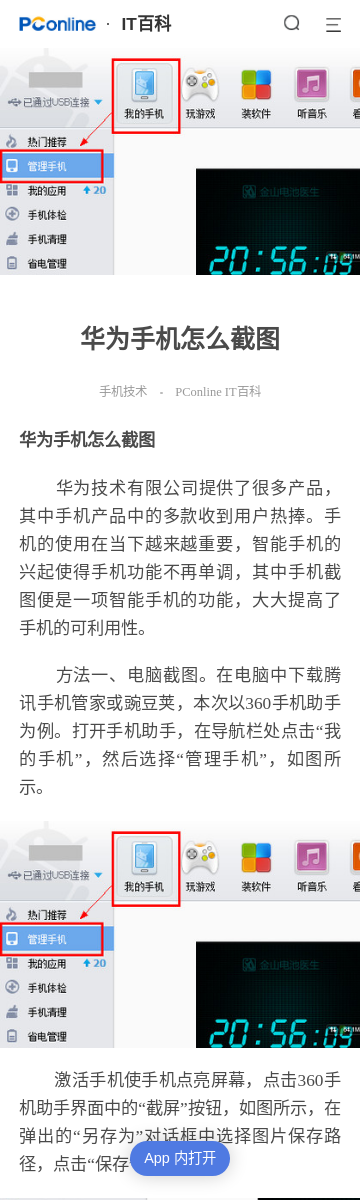 PConline · IT百科
已通过USB连接
我的手机 玩游戏 装软件 听音乐 看
热门推荐
管理手机
我的应用 20
手机体检
手机清理
省电管理
金山电池医生
20:56:09
华为手机怎么截图
手机技术 - PConline IT百科
华为手机怎么截图
华为技术有限公司提供了很多产品，
其中手机产品中的多款收到用户热捧。手
机的使用在当下越来越重要，智能手机的
兴起使得手机功能不再单调，其中手机截
图便是一项智能手机的功能，大大提高了
手机的可利用性。
方法一、电脑截图。在电脑中下载腾
讯手机管家或豌豆荚，本次以360手机助手
为例。打开手机助手，在导航栏处点击“我
的手机”，然后选择“管理手机”，如图所
示。
已通过USB连接
我的手机 玩游戏 装软件 听音乐 看
热门推荐
管理手机
我的应用 20
手机体检
手机清理
省电管理
金山电池医生
20:56:09
激活手机使手机点亮屏幕，点击360手
机助手界面中的“截屏”按钮，如图所示，在
弹出的“另存为”对话框中选择图片保存路
径，点击“保存
App 内打开